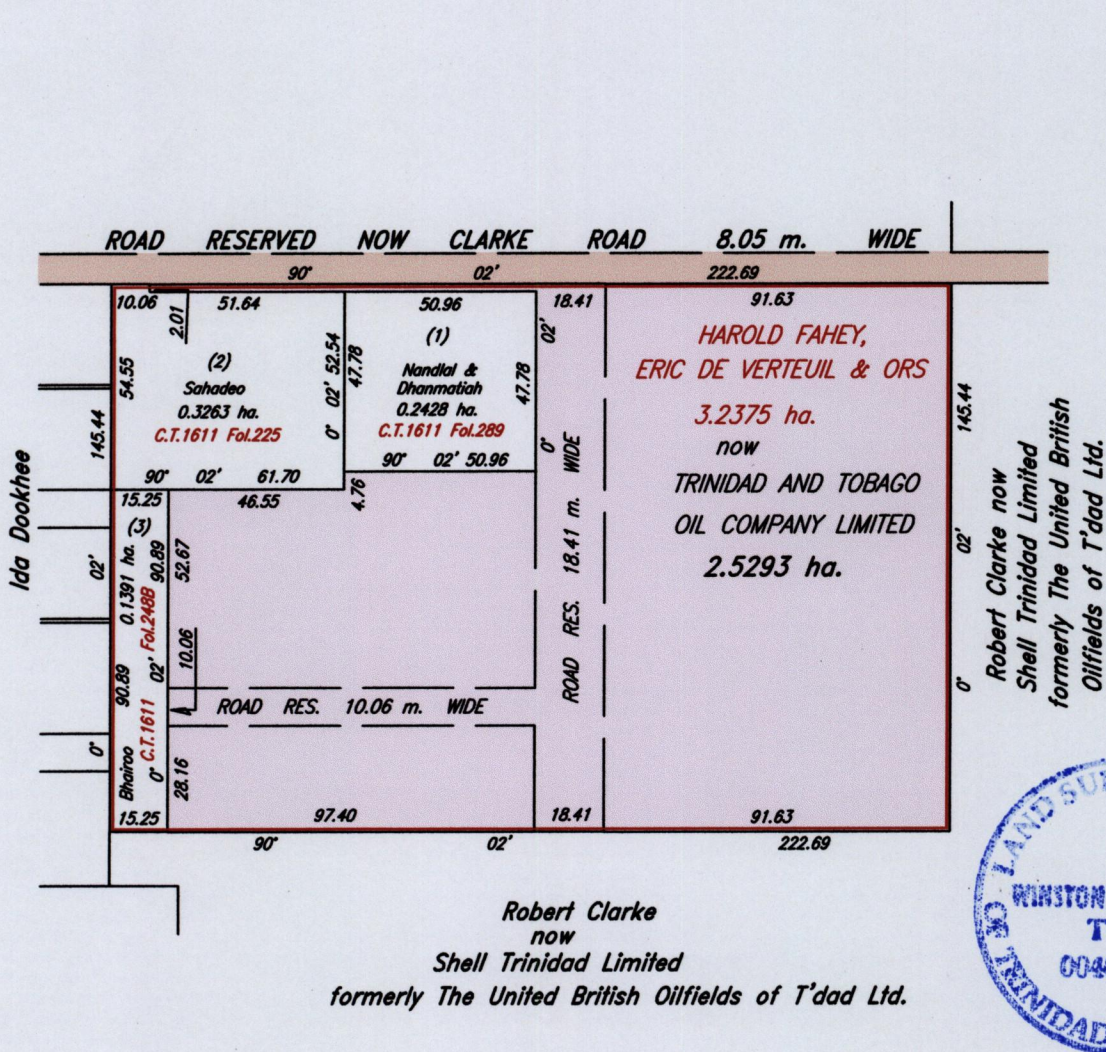 ROAD RESERVED NOW CLARKE ROAD 8.05 m. WIDE
90° 02' 222.69
10.06 51.64 50.96 18.41 91.63
2.01
54.55
(2)
Sahadeo
0.3263 ha.
C.T.1611 Fol.225
0° 02' 52.54
90° 02' 61.70
47.78
(1)
Nandlal &
Dhanmatiah
0.2428 ha.
C.T.1611 Fol.289
47.78
90° 02' 50.96
0° 02'
HAROLD FAHEY,
ERIC DE VERTEUIL & ORS
3.2375 ha.
now
TRINIDAD AND TOBAGO
OIL COMPANY LIMITED
2.5293 ha.
15.25 46.55
4.76
(3)
Bhairoo 0.1391 ha.
C.T.1611 Fol.248B
90.89
0° 02' 90.89
52.67
10.06
28.16
ROAD RES. 10.06 m. WIDE
ROAD RES. 18.41 m. WIDE
15.25 97.40 18.41 91.63
90° 02' 222.69
Ida Dookhee
0° 02' 145.44
0° 02' 145.44
Robert Clarke now
Shell Trinidad Limited
formerly The United British
Oilfields of T'dad Ltd.
Robert Clarke
now
Shell Trinidad Limited
formerly The United British Oilfields of T'dad Ltd.
LAND SU
WINSTON
T
004
OF TRINIDAD